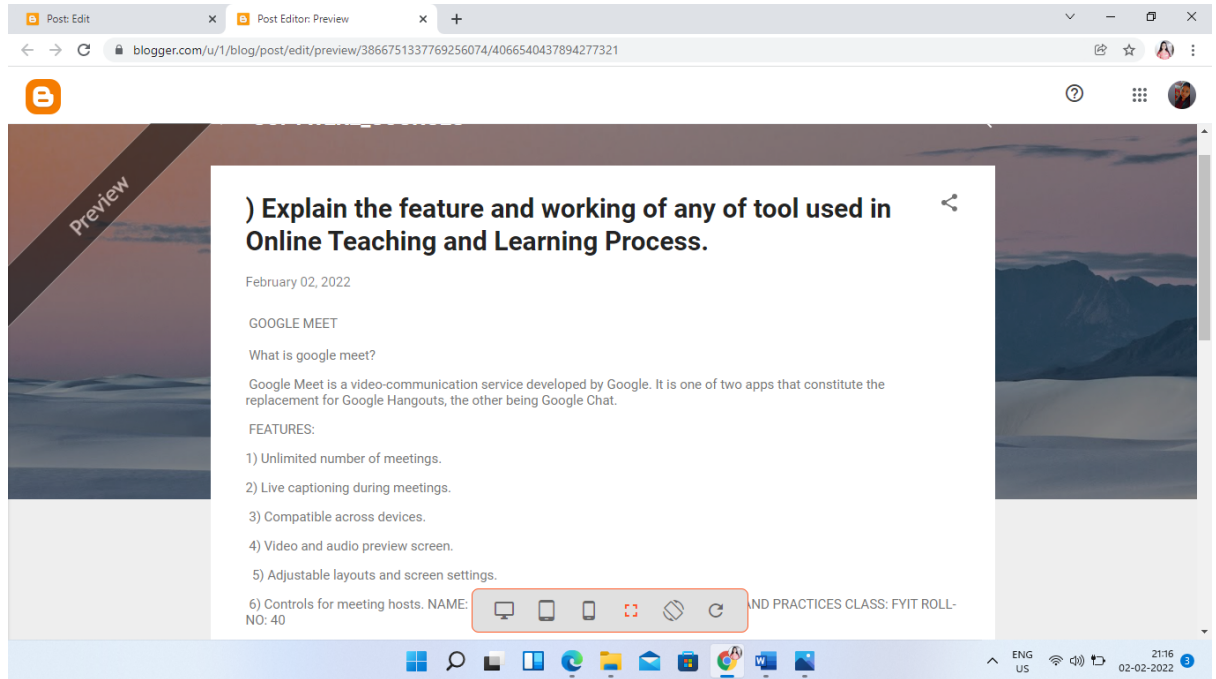 Post: Edit
Post Editor: Preview
blogger.com/u/1/blog/post/edit/preview/3866751337769256074/4066540437894277321
Preview
) Explain the feature and working of any of tool used in
Online Teaching and Learning Process.
February 02, 2022
GOOGLE MEET
What is google meet?
Google Meet is a video-communication service developed by Google. It is one of two apps that constitute the
replacement for Google Hangouts, the other being Google Chat.
FEATURES:
1) Unlimited number of meetings.
2) Live captioning during meetings.
3) Compatible across devices.
4) Video and audio preview screen.
5) Adjustable layouts and screen settings.
6) Controls for meeting hosts. NAME: AND PRACTICES CLASS: FYIT ROLL-
NO: 40
ENG
US
21:16
02-02-2022
3